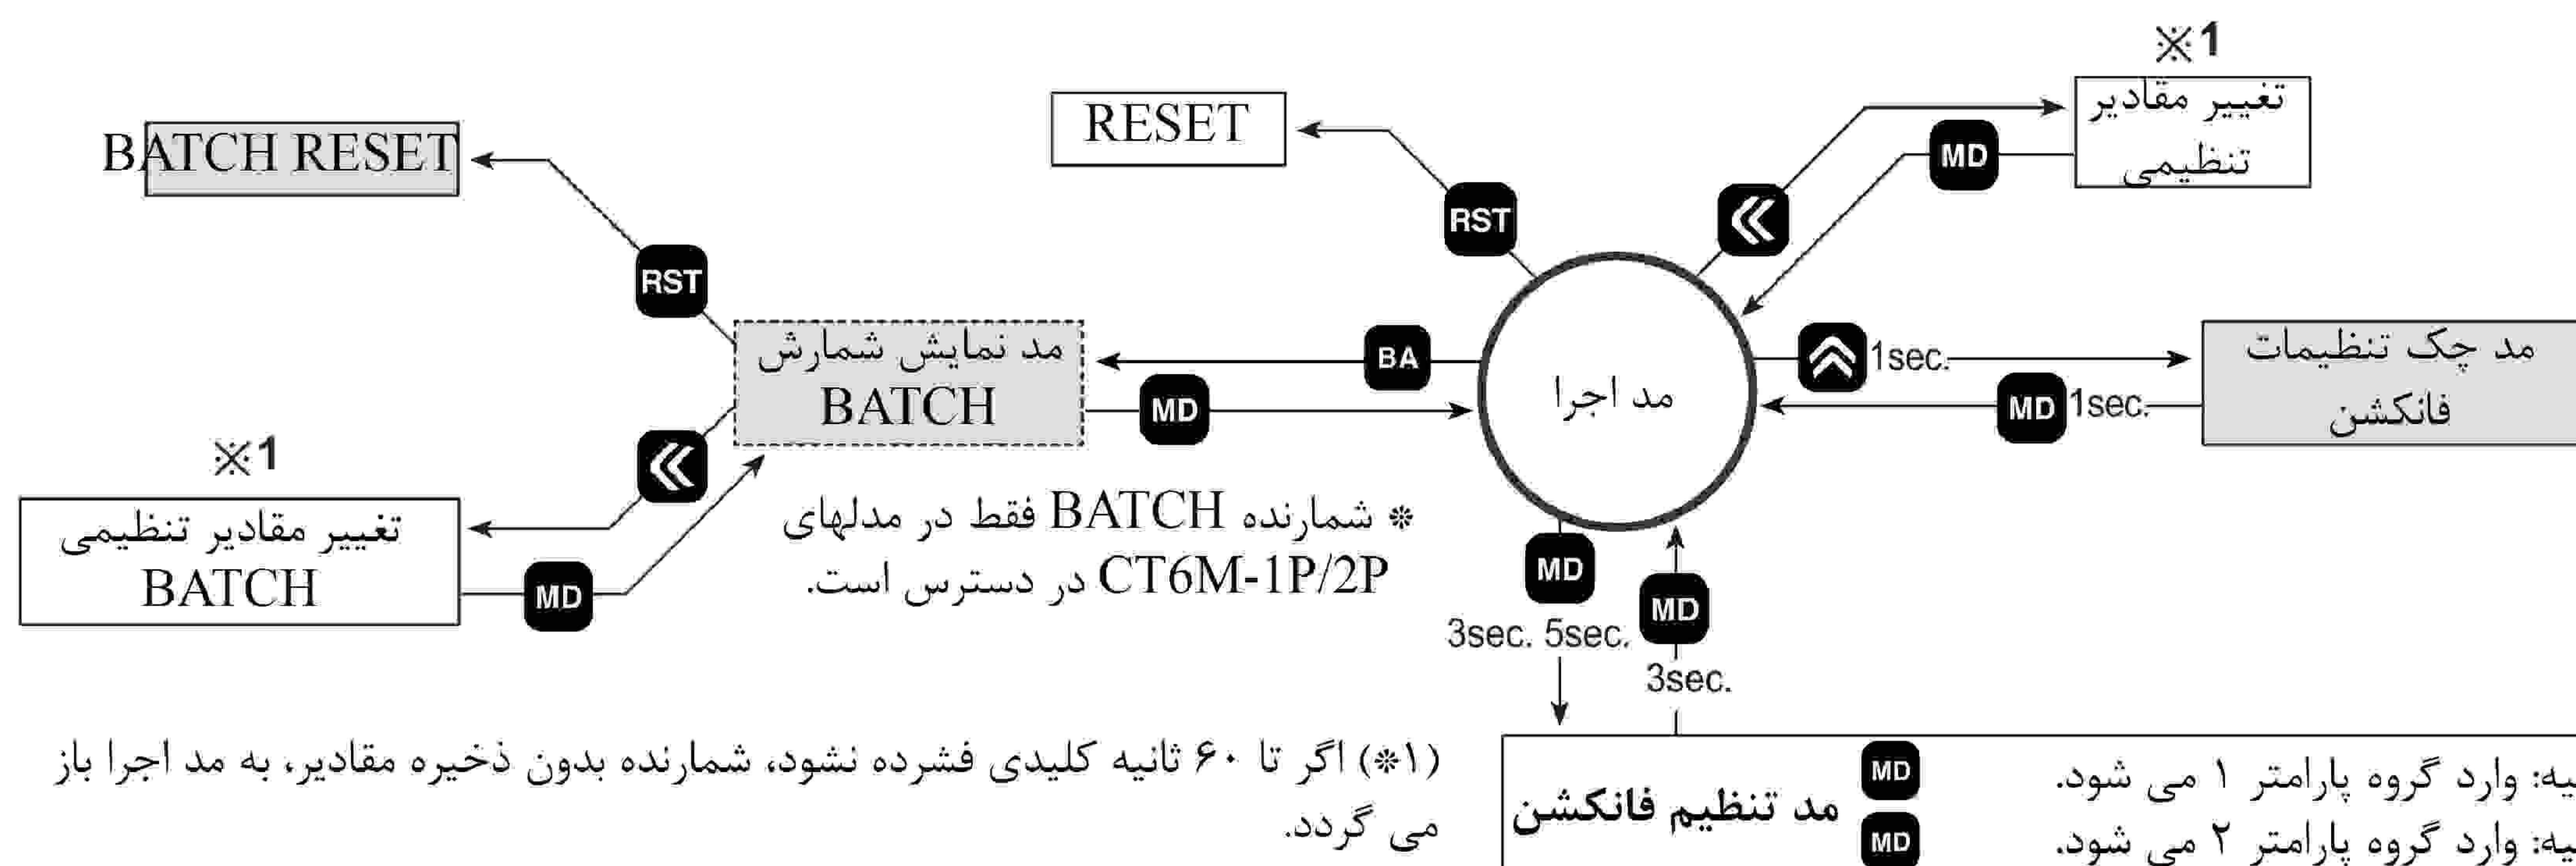 ※1
تغییر مقادیر
تنظیمی
MD
RESET
RST
BATCH RESET
RST
مد نمایش شمارش
BATCH
BA
MD
مد اجرا
1sec.
MD 1sec.
مد چک تنظیمات
فانکشن
※1
تغییر مقادیر تنظیمی
BATCH
MD
* شمارنده BATCH فقط در مدلهای
CT6M-1P/2P در دسترس است.
MD
3sec. 5sec.
MD
3sec.
(*۱) اگر تا ۶۰ ثانیه کلیدی فشرده نشود، شمارنده بدون ذخیره مقادیر، به مد اجرا باز
می گردد.
مد تنظیم فانکشن
MD
یه: وارد گروه پارامتر ۱ می شود.
MD
یه: وارد گروه پارامتر ۲ می شود.